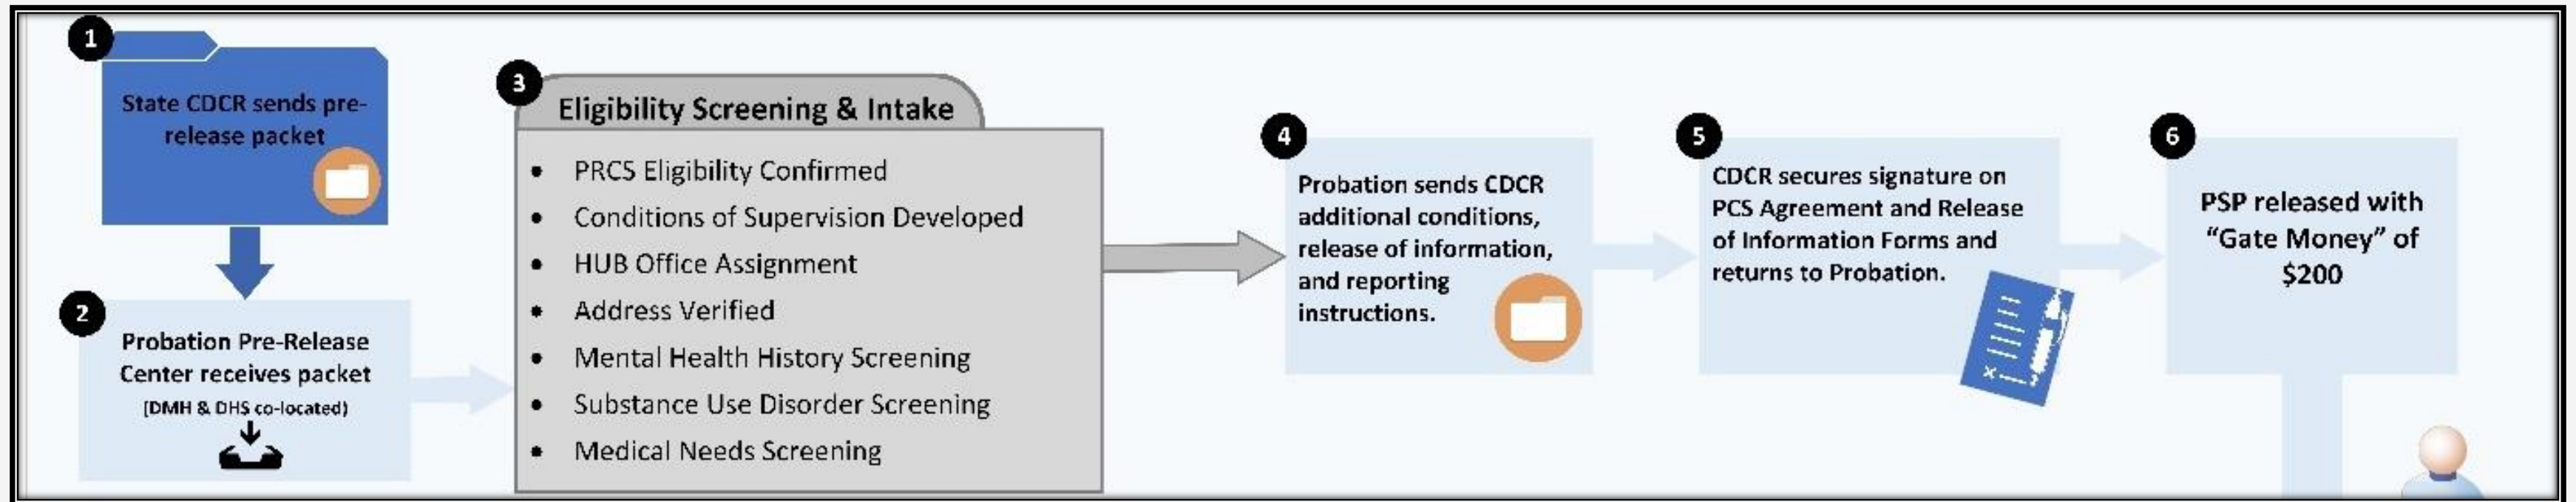 1
State CDCR sends pre-
release packet
2
Probation Pre-Release
Center receives packet
(DMH & DHS co-located)
3
Eligibility Screening & Intake
• PRCS Eligibility Confirmed
• Conditions of Supervision Developed
• HUB Office Assignment
• Address Verified
• Mental Health History Screening
• Substance Use Disorder Screening
• Medical Needs Screening
4
Probation sends CDCR
additional conditions,
release of information,
and reporting
instructions.
5
CDCR secures signature on
PCS Agreement and Release
of Information Forms and
returns to Probation.
6
PSP released with
“Gate Money” of
$200